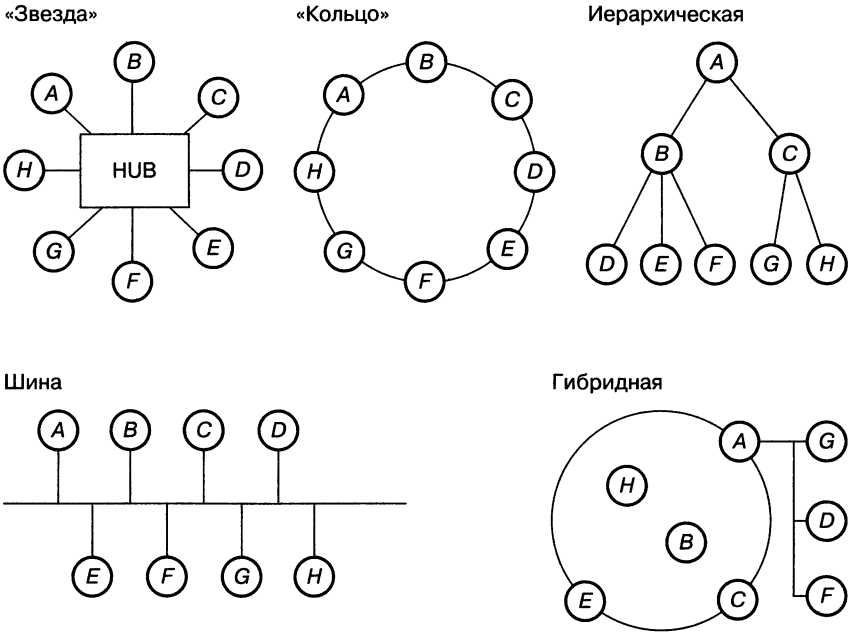 «Звезда»
B
A
C
H
HUB
D
G
E
F
«Кольцо»
B
A
C
H
D
G
E
F
Иерархическая
A
B
C
D E F G H
Шина
A B C D
E F G H
Гибридная
A
G
H
D
B
E
C
F